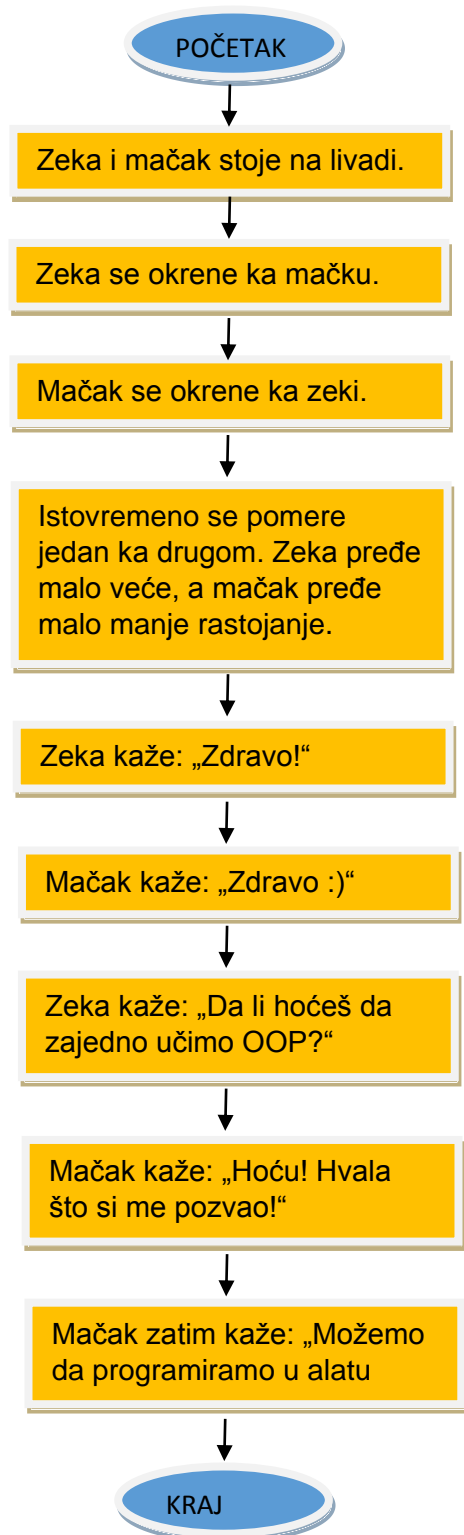 POČETAK
Zeka i mačak stoje na livadi.
Zeka se okrene ka mačku.
Mačak se okrene ka zeki.
Istovremeno se pomere
jedan ka drugom. Zeka pređe
malo veće, a mačak pređe
malo manje rastojanje.
Zeka kaže: „Zdravo!“
Mačak kaže: „Zdravo :)“
Zeka kaže: „Da li hoćeš da
zajedno učimo OOP?“
Mačak kaže: „Hoću! Hvala
što si me pozvao!“
Mačak zatim kaže: „Možemo
da programiramo u alatu
KRAJ